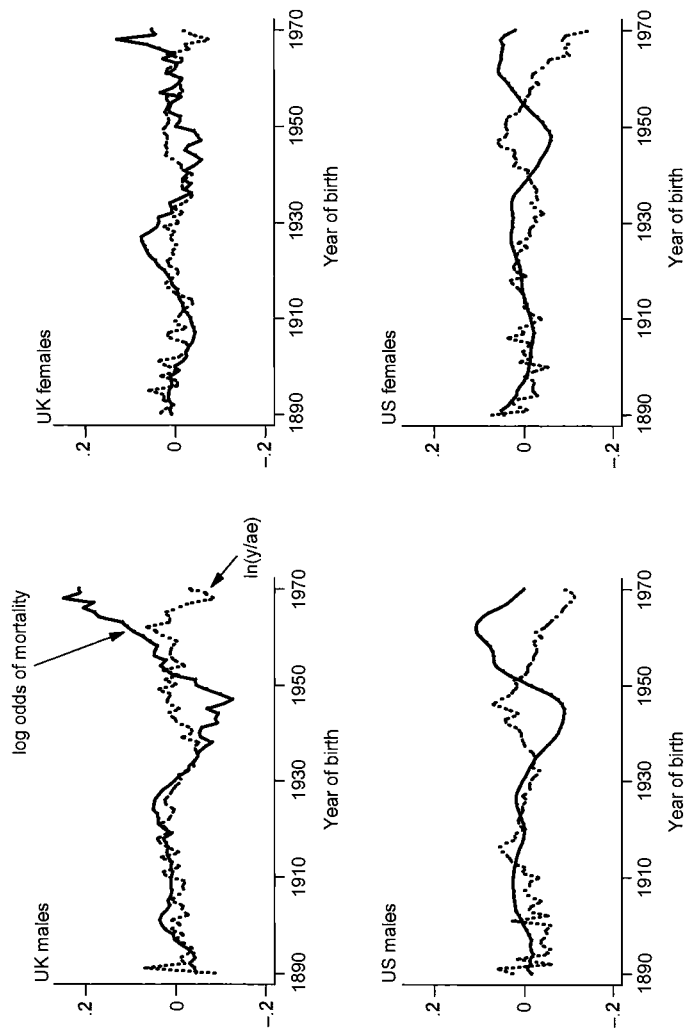 UK males
log odds of mortality
ln(y/ae)
.2
0
-.2
1890 1910 1930 1950 1970
Year of birth
UK females
.2
0
-.2
1890 1910 1930 1950 1970
Year of birth
US males
.2
0
-.2
1890 1910 1930 1950 1970
Year of birth
US females
.2
0
-.2
1890 1910 1930 1950 1970
Year of birth